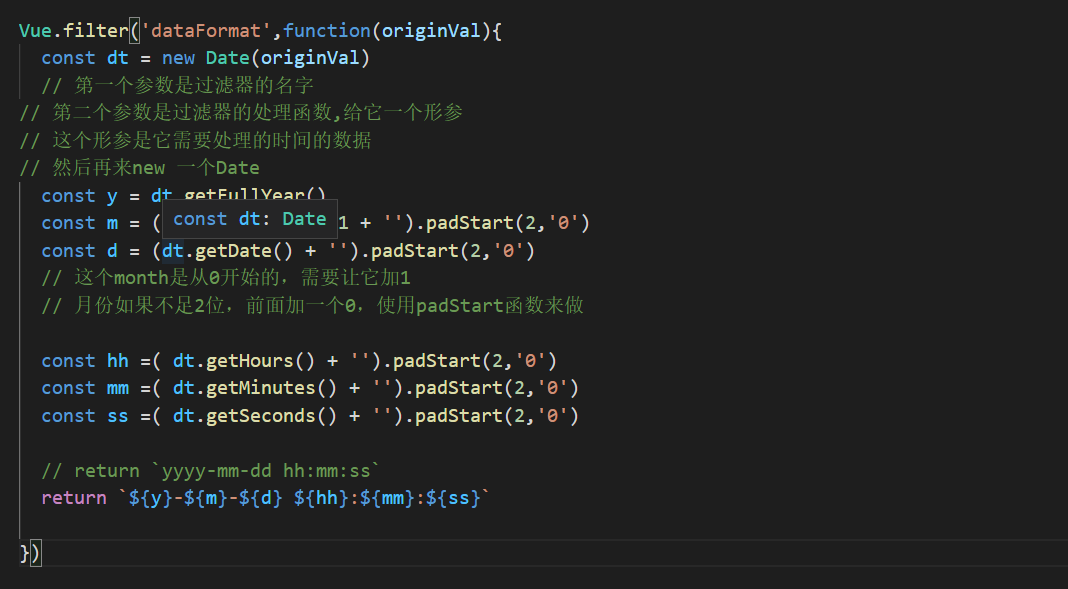 Vue.filter('dataFormat',function(originVal){
const dt = new Date(originVal)
// 第一个参数是过滤器的名字
// 第二个参数是过滤器的处理函数,给它一个形参
// 这个形参是它需要处理的时间的数据
// 然后再来new 一个Date
const y = dt.getFullYear()
const m = (
const dt: Date
1 + '').padStart(2,'0')
const d = (dt.getDate() + '').padStart(2,'0')
// 这个month是从0开始的，需要让它加1
// 月份如果不足2位，前面加一个0，使用padStart函数来做
const hh =( dt.getHours() + '').padStart(2,'0')
const mm =( dt.getMinutes() + '').padStart(2,'0')
const ss =( dt.getSeconds() + '').padStart(2,'0')
// return `yyyy-mm-dd hh:mm:ss`
return `${y}-${m}-${d} ${hh}:${mm}:${ss}`
})